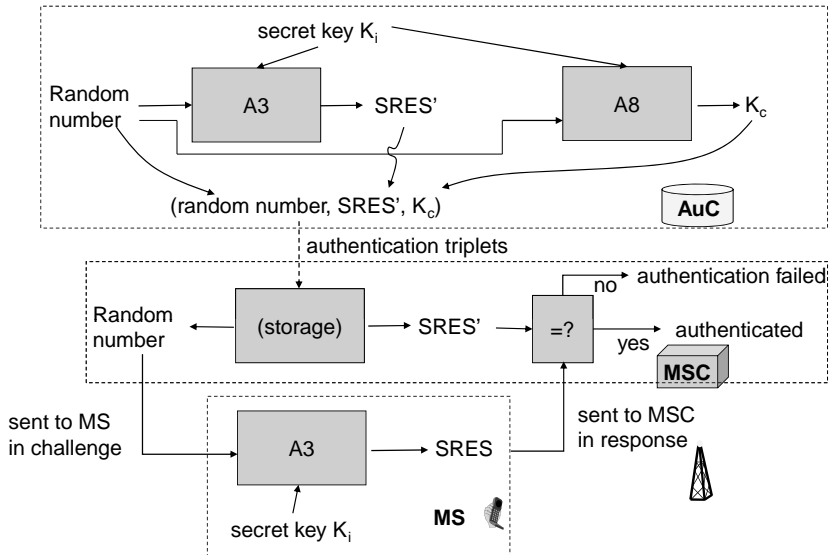 secret key Ki
Random
number
A3
SRES’
A8
Kc
(random number, SRES’, Kc)
AuC
authentication triplets
Random
number
(storage)
SRES’
=?
no
authentication failed
yes
authenticated
MSC
sent to MS
in challenge
A3
SRES
sent to MSC
in response
secret key Ki
MS